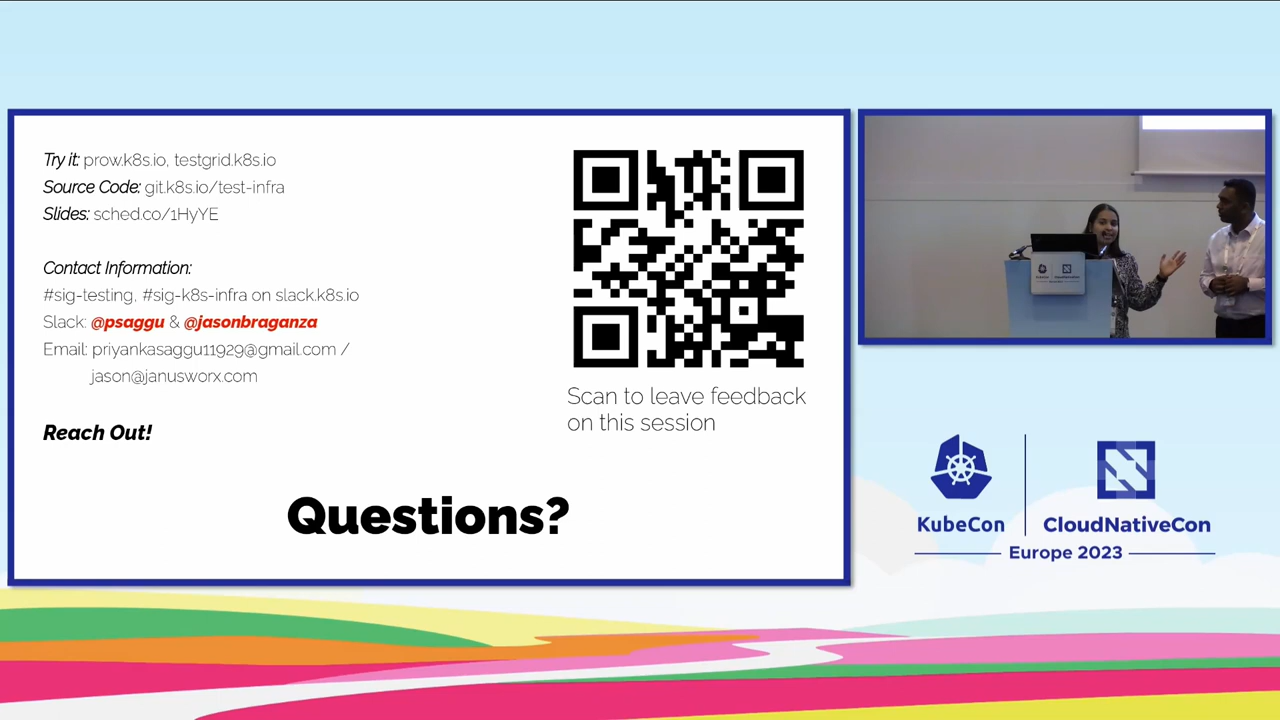 Try it: prow.k8s.io, testgrid.k8s.io
Source Code: git.k8s.io/test-infra
Slides: sched.co/1HyYE
Contact Information:
#sig-testing, #sig-k8s-infra on slack.k8s.io
Slack: @psaggu & @jasonbraganza
Email: priyankasaggu11929@gmail.com /
jason@janusworx.com
Reach Out!
Scan to leave feedback
on this session
Questions?
KubeCon
CloudNativeCon
Europe 2023